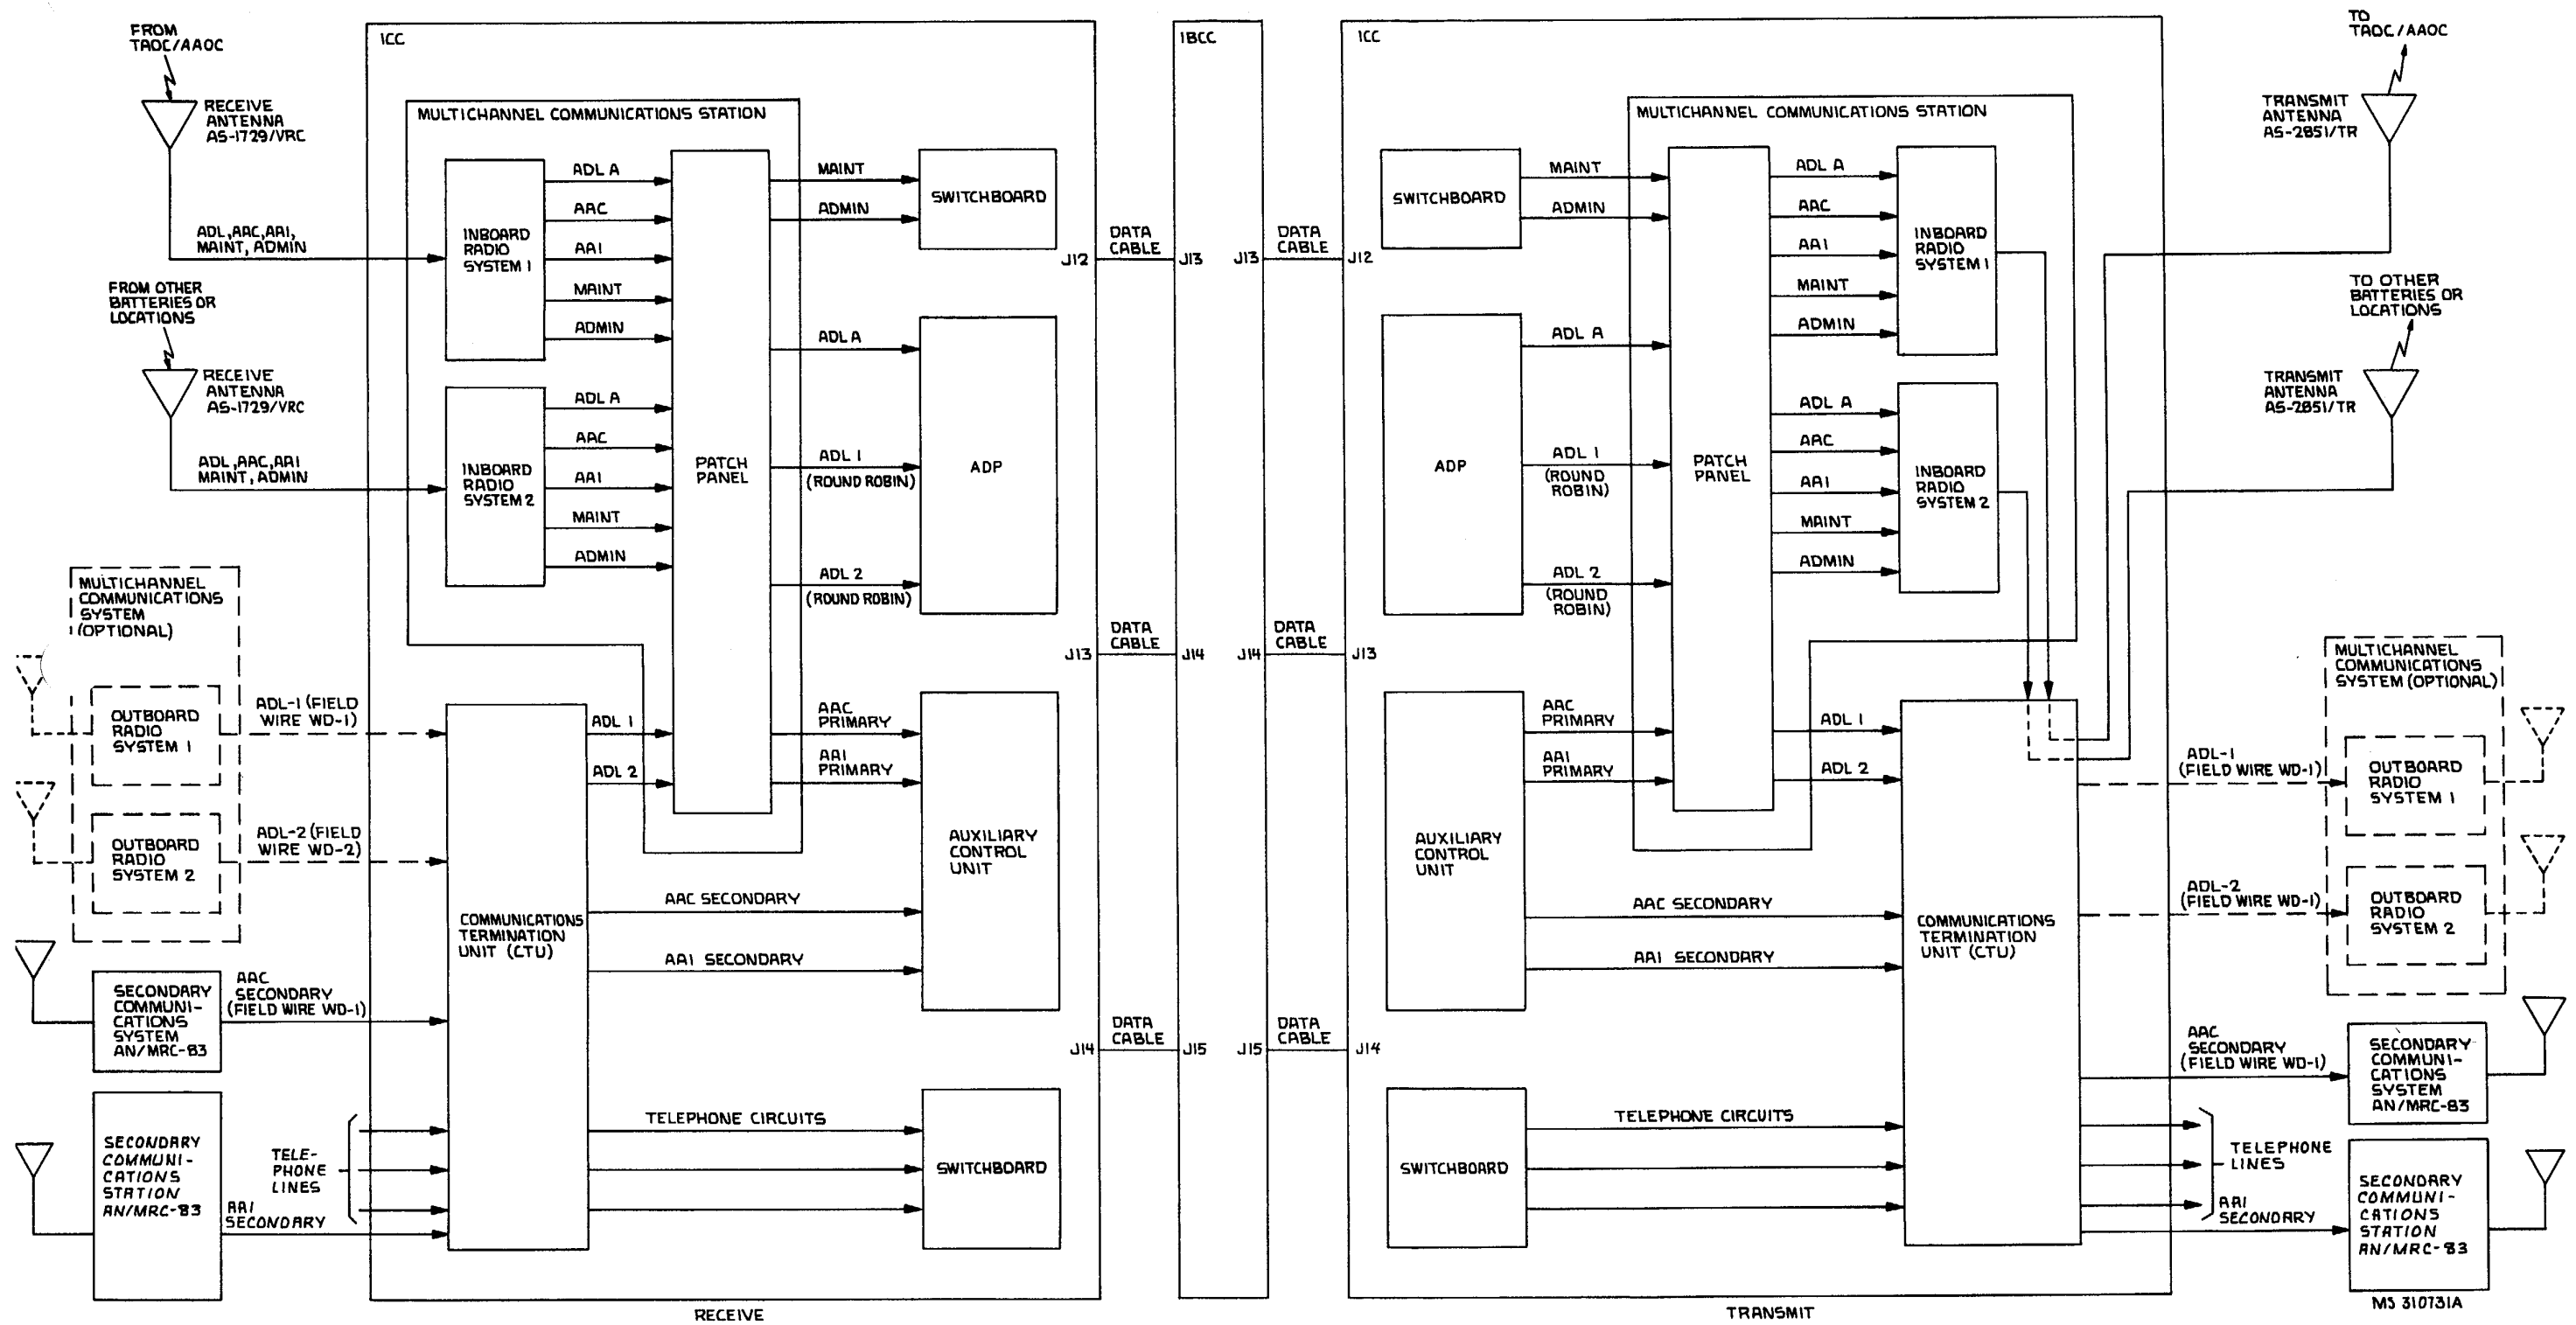 FROM
TAOC/AAOC
RECEIVE
ANTENNA
AS-1729/VRC
ADL,AAC,AAI,
MAINT, ADMIN
FROM OTHER
BATTERIES OR
LOCATIONS
RECEIVE
ANTENNA
AS-1729/VRC
ADL,AAC,AAI
MAINT, ADMIN
MULTICHANNEL
COMMUNICATIONS
SYSTEM
(OPTIONAL)
OUTBOARD
RADIO
SYSTEM 1
ADL-1 (FIELD
WIRE WD-1)
OUTBOARD
RADIO
SYSTEM 2
ADL-2 (FIELD
WIRE WD-2)
SECONDARY
COMMUNI-
CATIONS
SYSTEM
AN/MRC-83
AAC
SECONDARY
(FIELD WIRE WD-1)
SECONDARY
COMMUNI-
CATIONS
STATION
AN/MRC-83
TELE-
PHONE
LINES
AAI
SECONDARY
ICC
MULTICHANNEL COMMUNICATIONS STATION
INBOARD
RADIO
SYSTEM 1
ADL A
AAC
AAI
MAINT
ADMIN
INBOARD
RADIO
SYSTEM 2
ADL A
AAC
AAI
MAINT
ADMIN
PATCH
PANEL
MAINT
ADMIN
SWITCHBOARD
ADL A
ADL 1
(ROUND ROBIN)
ADL 2
(ROUND ROBIN)
ADP
COMMUNICATIONS
TERMINATION
UNIT (CTU)
ADL 1
ADL 2
AAC
PRIMARY
AAI
PRIMARY
AAC SECONDARY
AAI SECONDARY
AUXILIARY
CONTROL
UNIT
TELEPHONE CIRCUITS
SWITCHBOARD
RECEIVE
J12
DATA
CABLE
J13
J13
DATA
CABLE
J14
J14
DATA
CABLE
J15
IBCC
J13
DATA
CABLE
J12
J14
DATA
CABLE
J13
J15
DATA
CABLE
J14
ICC
SWITCHBOARD
MAINT
ADMIN
ADP
ADL A
ADL 1
(ROUND
ROBIN)
ADL 2
(ROUND
ROBIN)
MULTICHANNEL COMMUNICATIONS STATION
PATCH
PANEL
ADL A
AAC
AAI
MAINT
ADMIN
INBOARD
RADIO
SYSTEM 1
ADL A
AAC
AAI
MAINT
ADMIN
INBOARD
RADIO
SYSTEM 2
AUXILIARY
CONTROL
UNIT
AAC
PRIMARY
AAI
PRIMARY
ADL 1
ADL 2
AAC SECONDARY
AAI SECONDARY
COMMUNICATIONS
TERMINATION
UNIT (CTU)
SWITCHBOARD
TELEPHONE CIRCUITS
TRANSMIT
TO
TAOC/AAOC
TRANSMIT
ANTENNA
AS-2851/TR
TO OTHER
BATTERIES OR
LOCATIONS
TRANSMIT
ANTENNA
AS-2851/TR
MULTICHANNEL
COMMUNICATIONS
SYSTEM (OPTIONAL)
ADL-1
(FIELD WIRE WD-1)
OUTBOARD
RADIO
SYSTEM 1
ADL-2
(FIELD WIRE WD-1)
OUTBOARD
RADIO
SYSTEM 2
AAC
SECONDARY
(FIELD WIRE WD-1)
SECONDARY
COMMUNI-
CATIONS
SYSTEM
AN/MRC-83
TELEPHONE
LINES
AAI
SECONDARY
SECONDARY
COMMUNI-
CATIONS
STATION
AN/MRC-83
MS 310731A